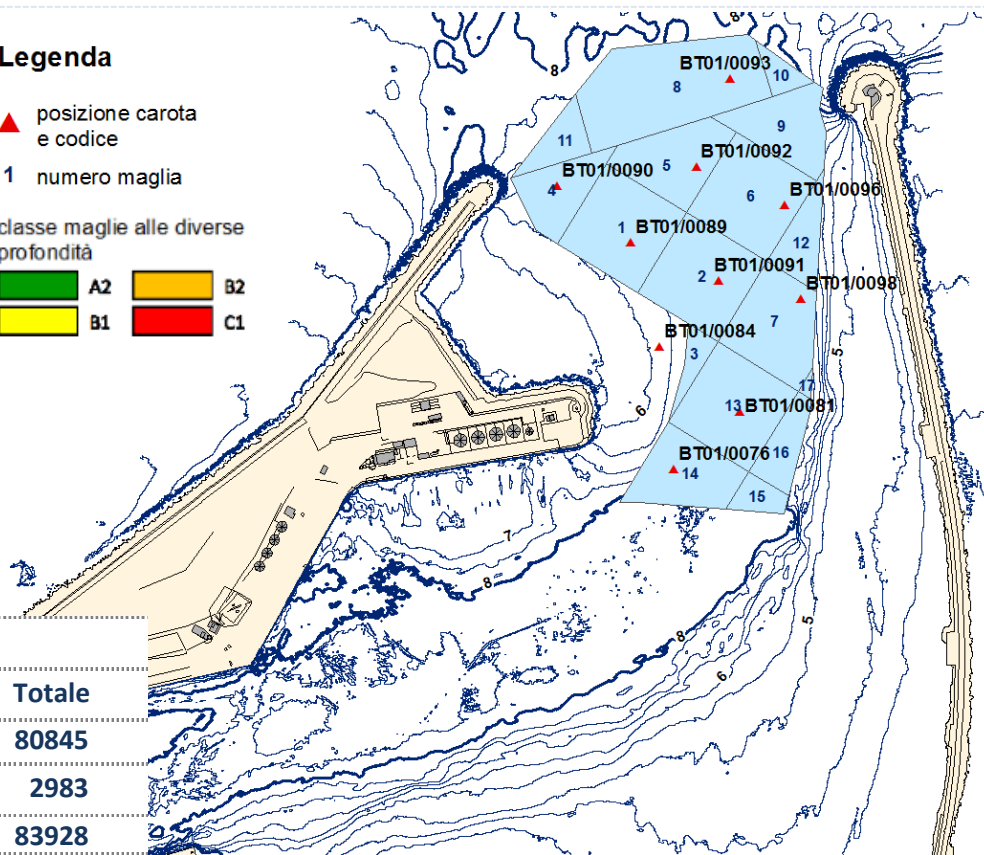 Legenda
posizione carota
e codice
1 numero maglia
classe maglie alle diverse
profondità
A2 B2
B1 C1
8
8
BT01/0093
10
8
9
11
BT01/0092
5
BT01/0090
4
BT01/0096
6
1
BT01/0089
12
BT01/0091
2
BT01/0098
7
BT01/0084
3
5
17
6
13
BT01/0081
BT01/0076
14
16
15
7
8
8
5
6
Totale
80845
2983
83928